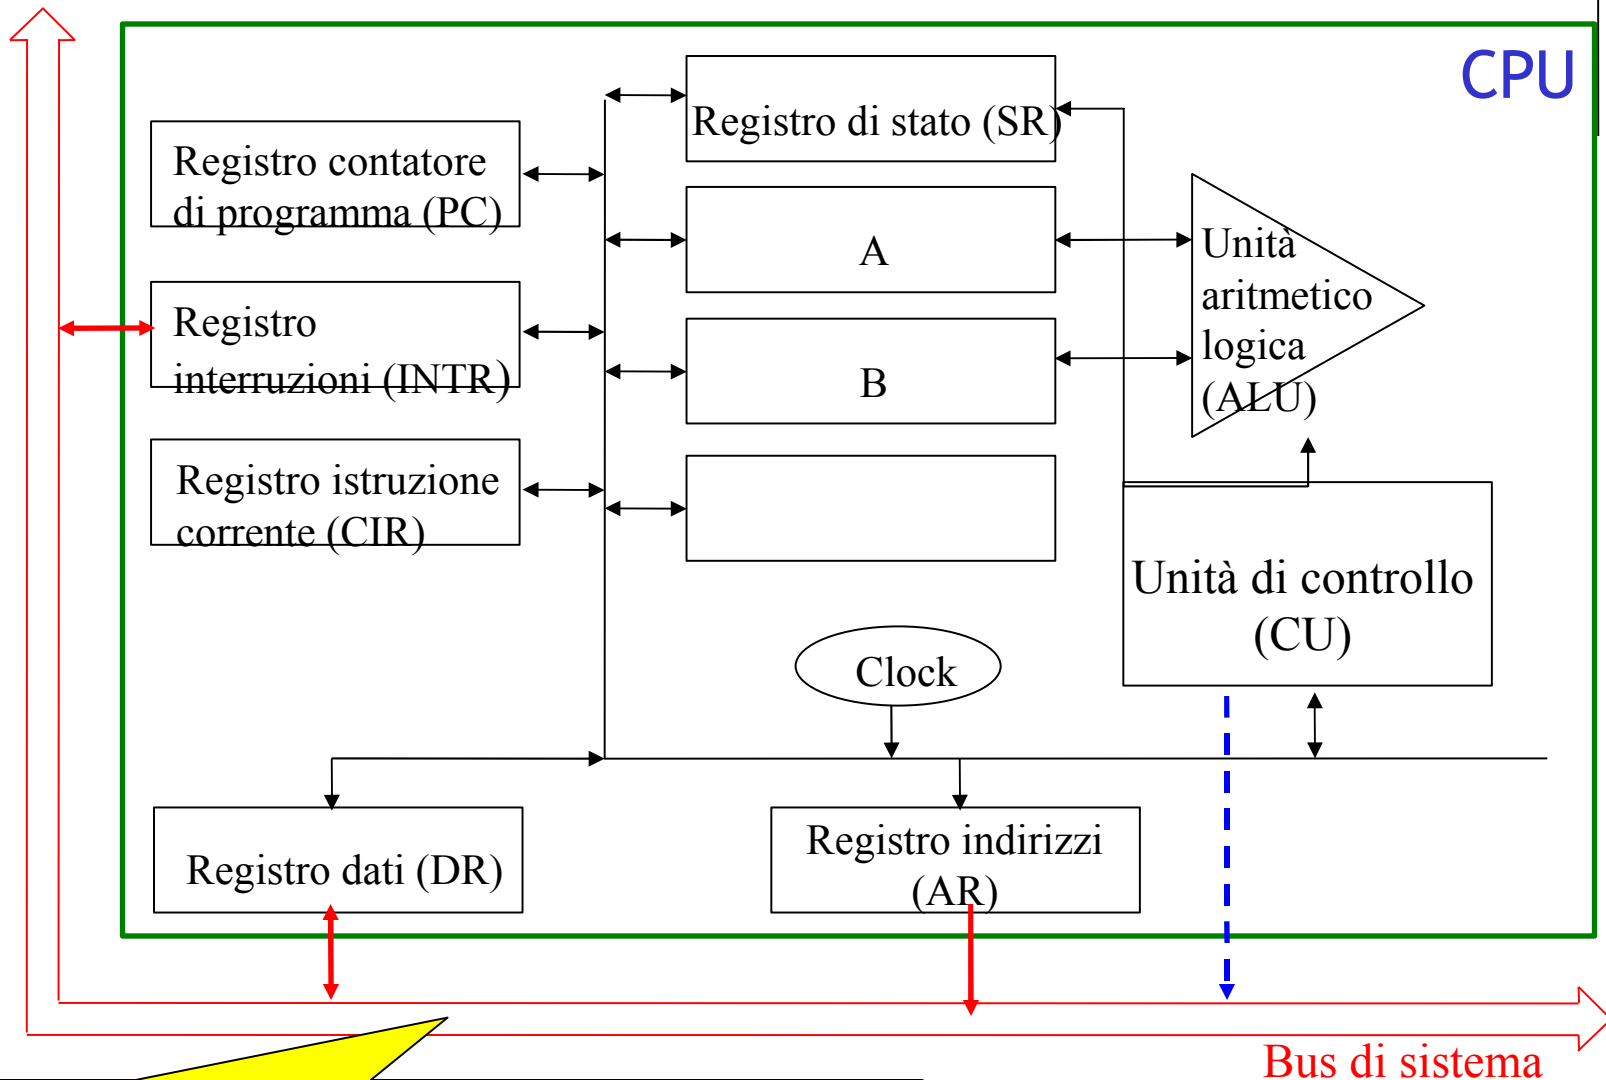 CPU
Registro di stato (SR)
Registro contatore
di programma (PC)
A
Unità
aritmetico
logica
(ALU)
Registro
interruzioni (INTR)
B
Registro istruzione
corrente (CIR)
Unità di controllo
(CU)
Clock
Registro dati (DR)
Registro indirizzi
(AR)
Bus di sistema